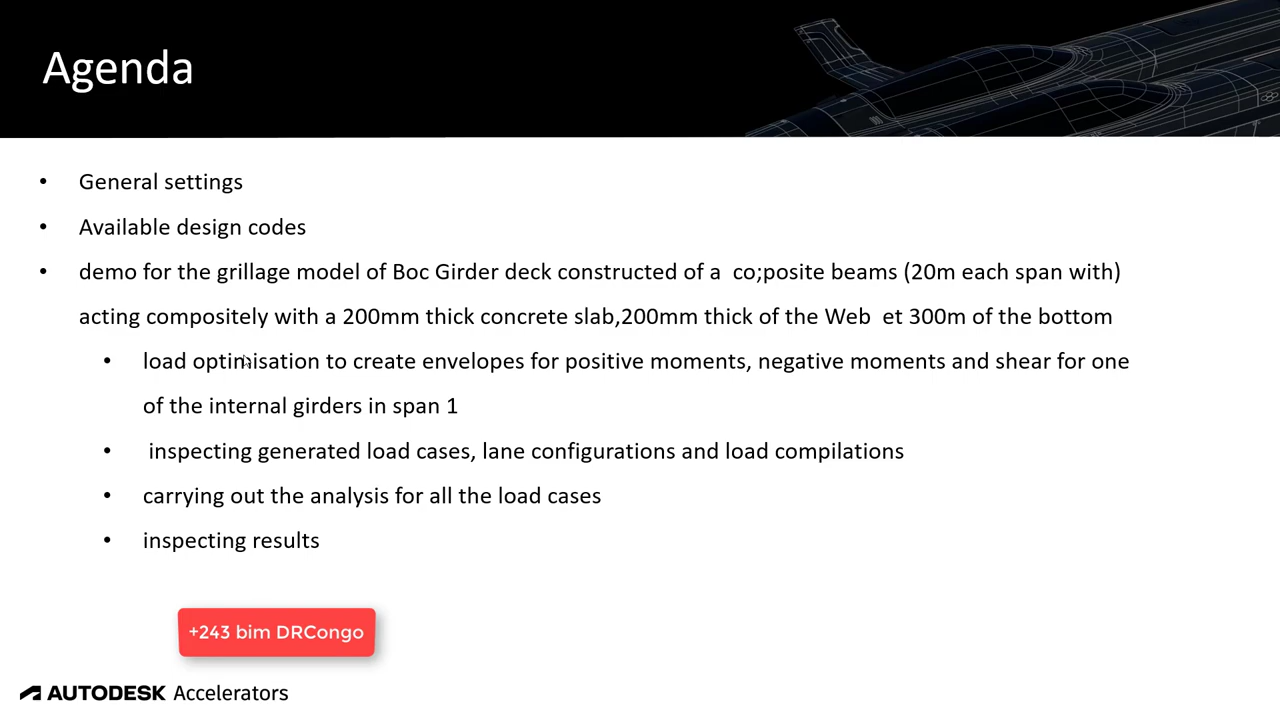 Agenda
• General settings
• Available design codes
• demo for the grillage model of Boc Girder deck constructed of a  co;posite beams (20m each span with)
acting compositely with a 200mm thick concrete slab,200mm thick of the Web  et 300m of the bottom
• load optimisation to create envelopes for positive moments, negative moments and shear for one
of the internal girders in span 1
• inspecting generated load cases, lane configurations and load compilations
• carrying out the analysis for all the load cases
• inspecting results
+243 bim DRCongo
AUTODESK Accelerators